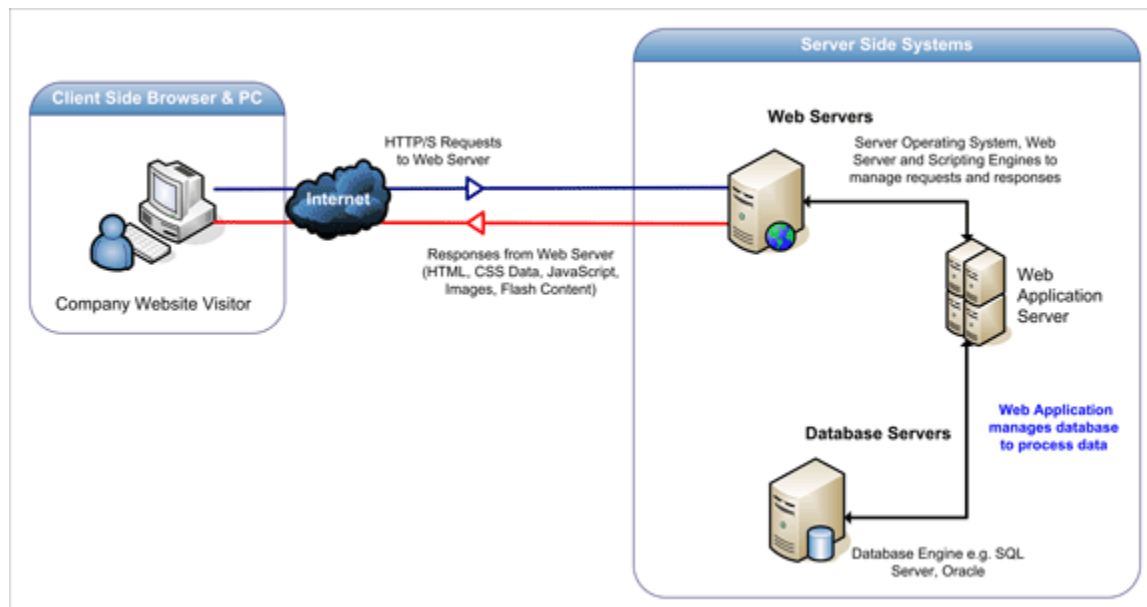 Server Side Systems
Client Side Browser & PC
Web Servers
HTTP/S Requests
to Web Server
Server Operating System, Web
Server and Scripting Engines to
manage requests and responses
Internet
Responses from Web Server
(HTML, CSS Data, JavaScript,
Images, Flash Content)
Company Website Visitor
Web
Application
Server
Web Application
manages database
to process data
Database Servers
Database Engine e.g. SQL
Server, Oracle